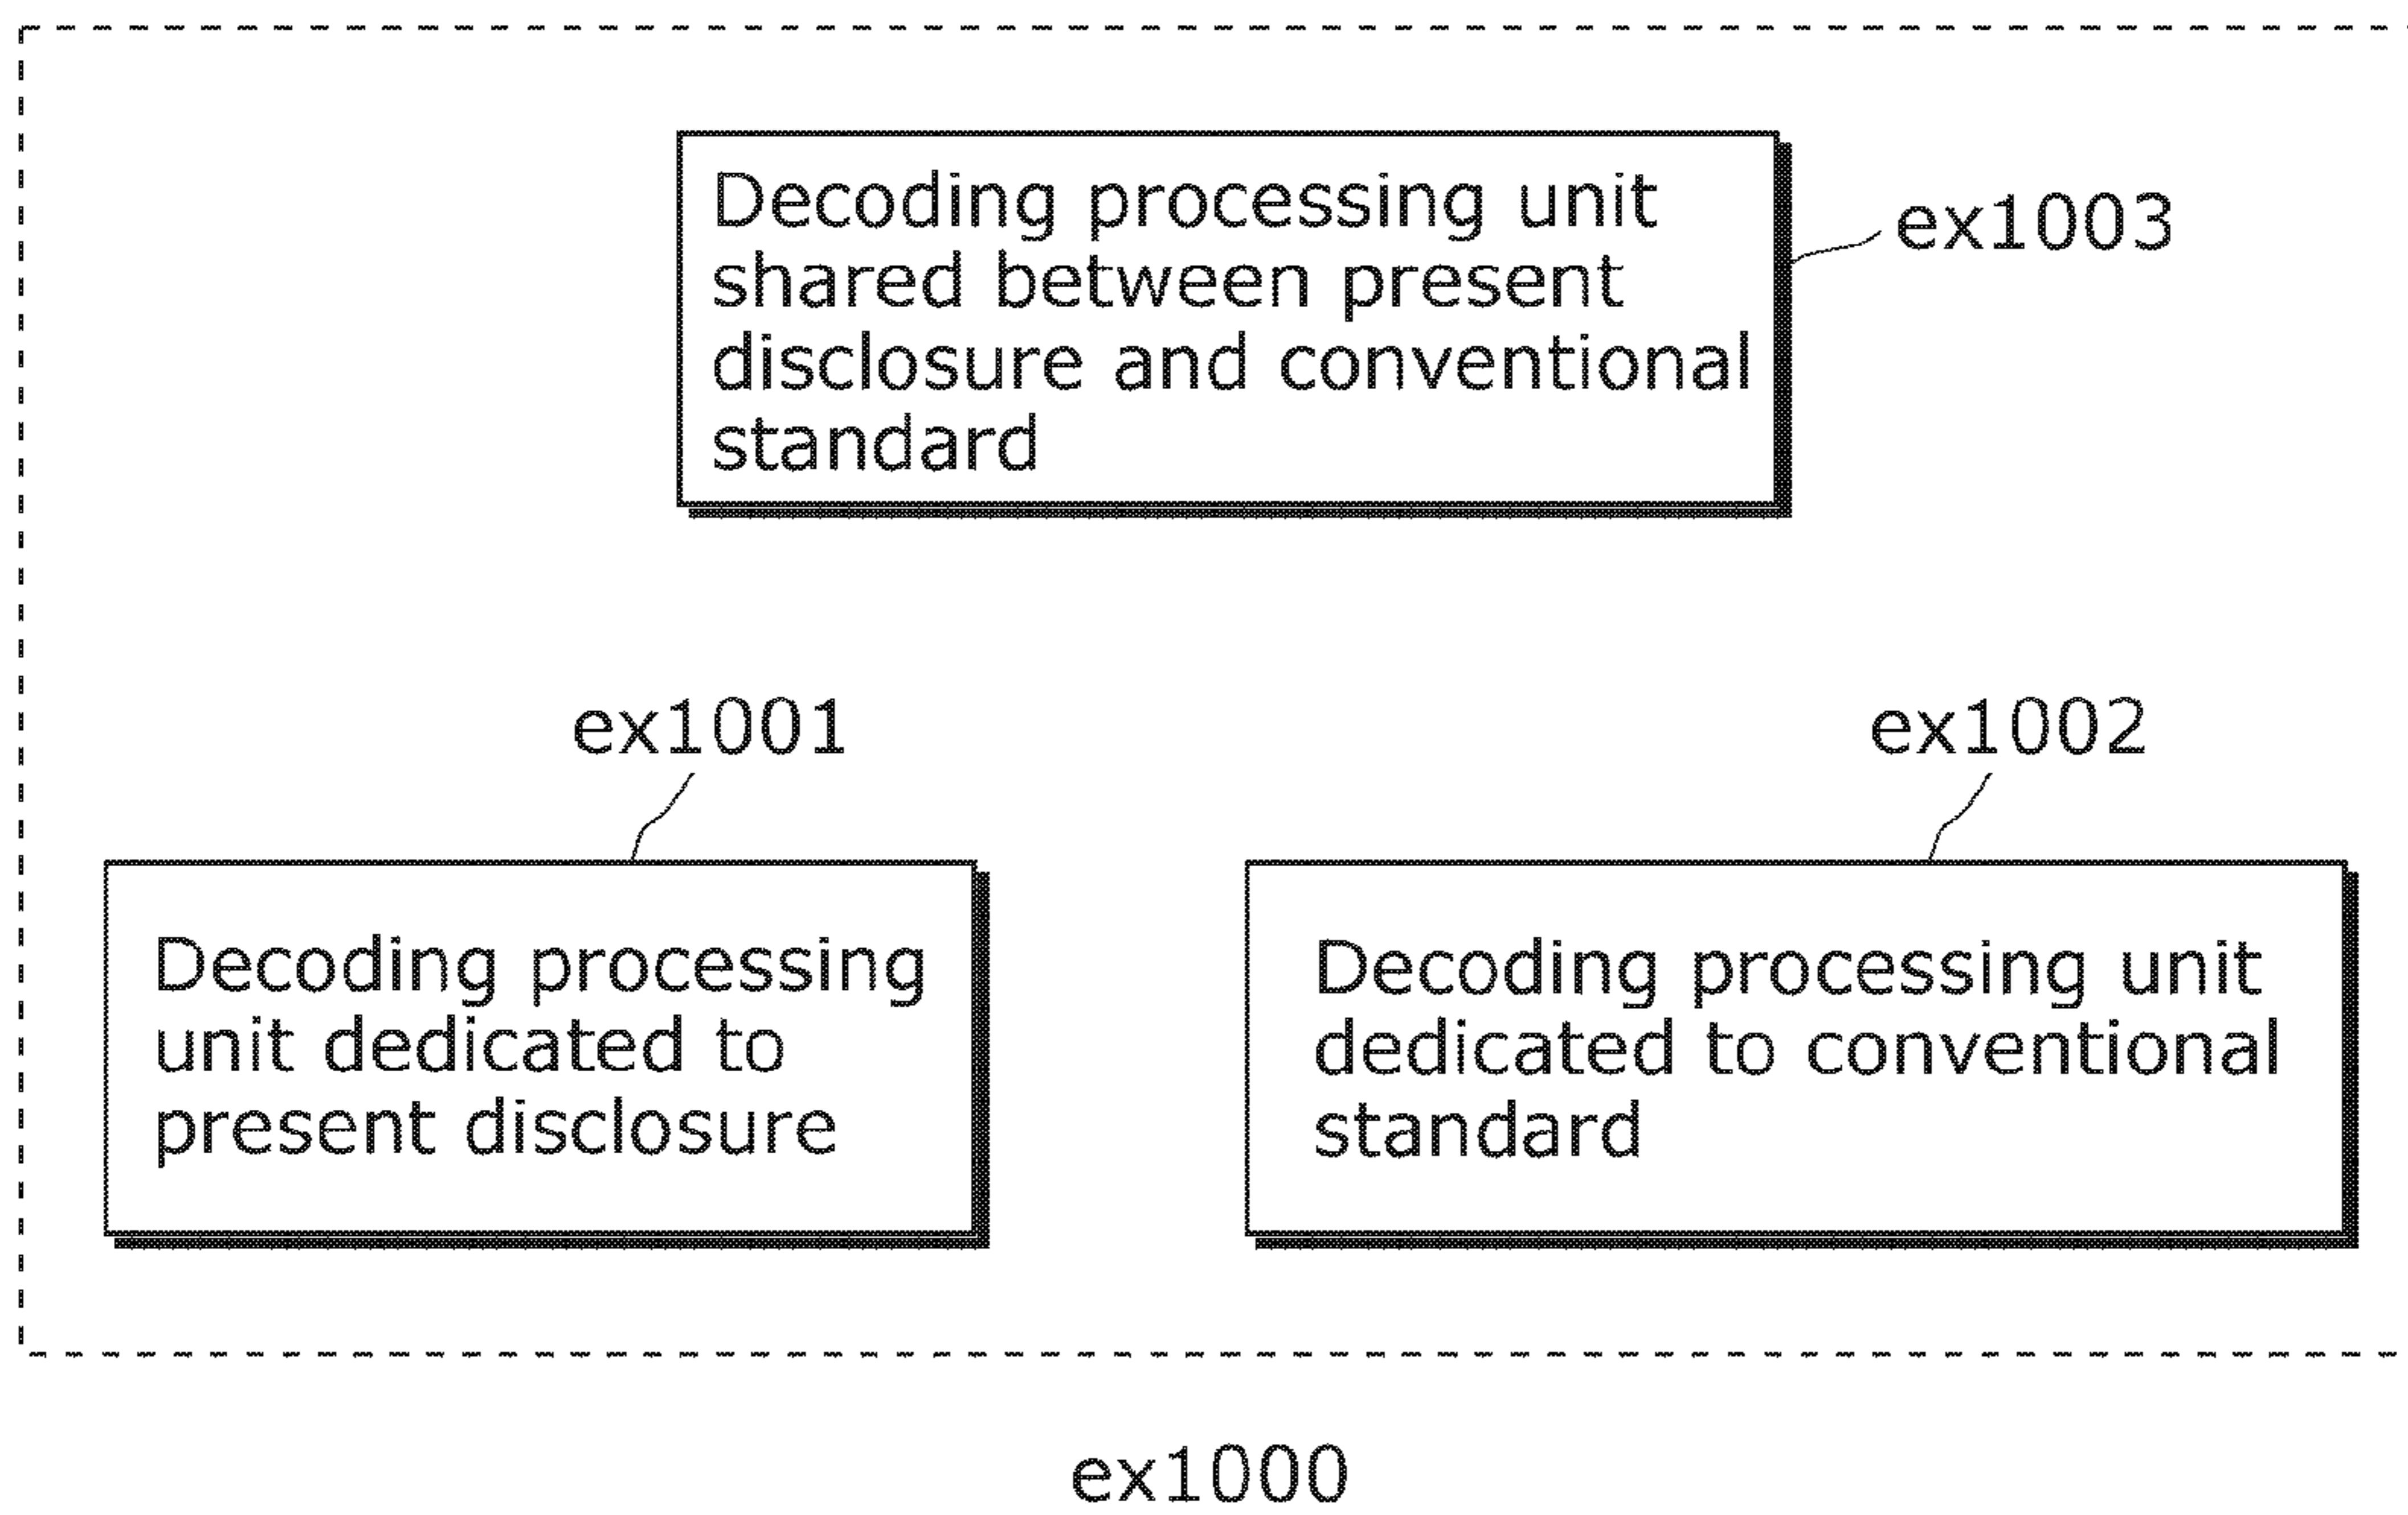 Decoding processing unit
shared between present
disclosure and conventional
standard
ex1003
ex1001
ex1002
Decoding processing
unit dedicated to
present disclosure
Decoding processing unit
dedicated to conventional
standard
ex1000